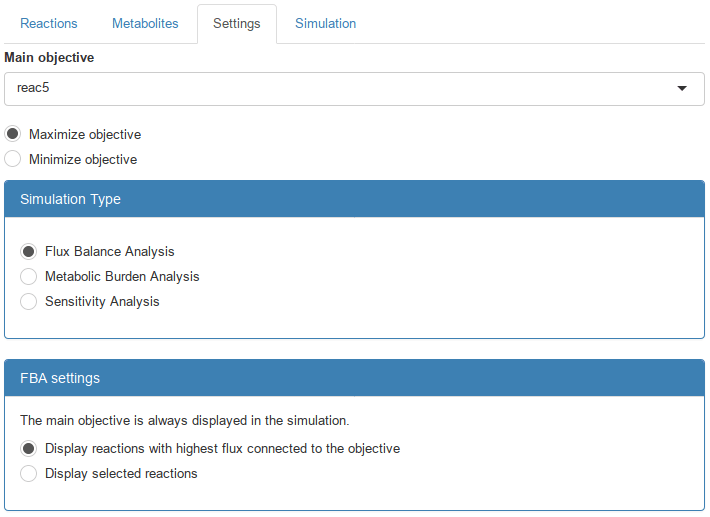 Reactions Metabolites Settings Simulation
Main objective
reac5
Maximize objective
Minimize objective
Simulation Type
Flux Balance Analysis
Metabolic Burden Analysis
Sensitivity Analysis
FBA settings
The main objective is always displayed in the simulation.
Display reactions with highest flux connected to the objective
Display selected reactions